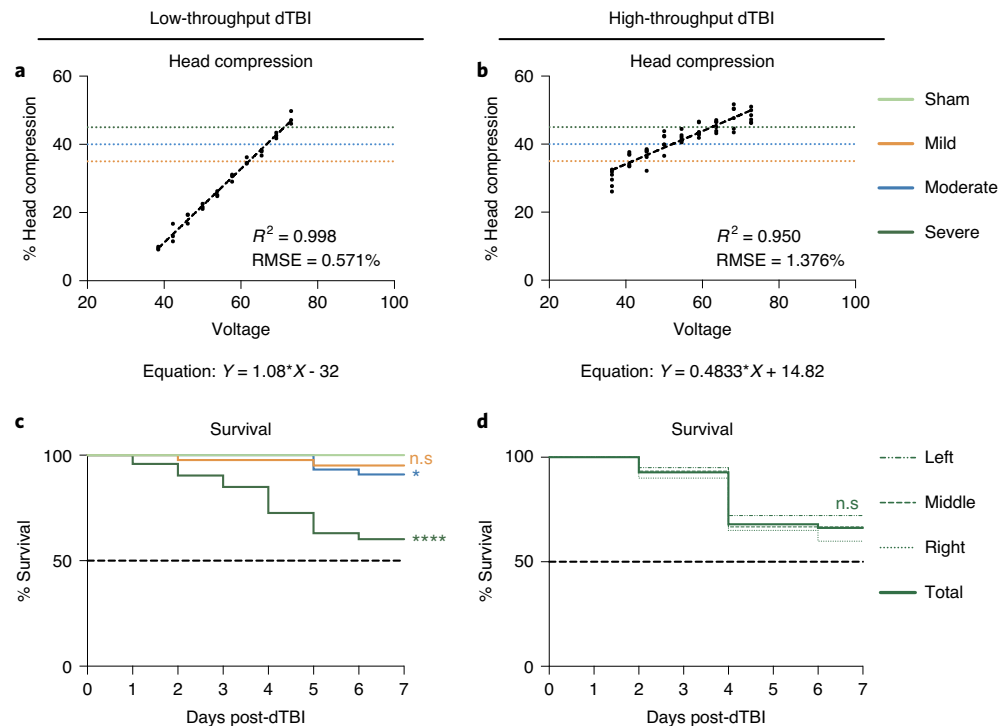 Low-throughput dTBI
High-throughput dTBI
a
Head compression
60
40
20
0
% Head compression
R² = 0.998
RMSE = 0.571%
20 40 60 80 100
Voltage
Equation: Y = 1.08*X - 32
b
Head compression
60
40
20
0
% Head compression
R² = 0.950
RMSE = 1.376%
20 40 60 80 100
Voltage
Equation: Y = 0.4833*X + 14.82
Sham
Mild
Moderate
Severe
c
Survival
100
50
0
% Survival
n.s
*
****
0 1 2 3 4 5 6 7
Days post-dTBI
d
Survival
100
50
0
% Survival
n.s
0 1 2 3 4 5 6 7
Days post-dTBI
Left
Middle
Right
Total